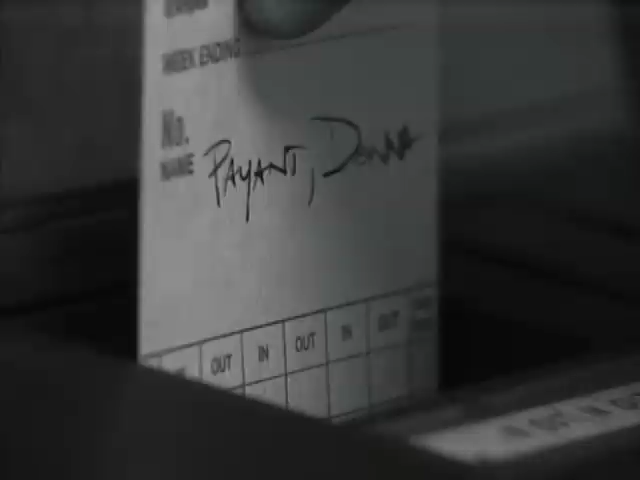 WEEK ENDING
No.
NAME Payant, Donna
OUT IN OUT IN OUT